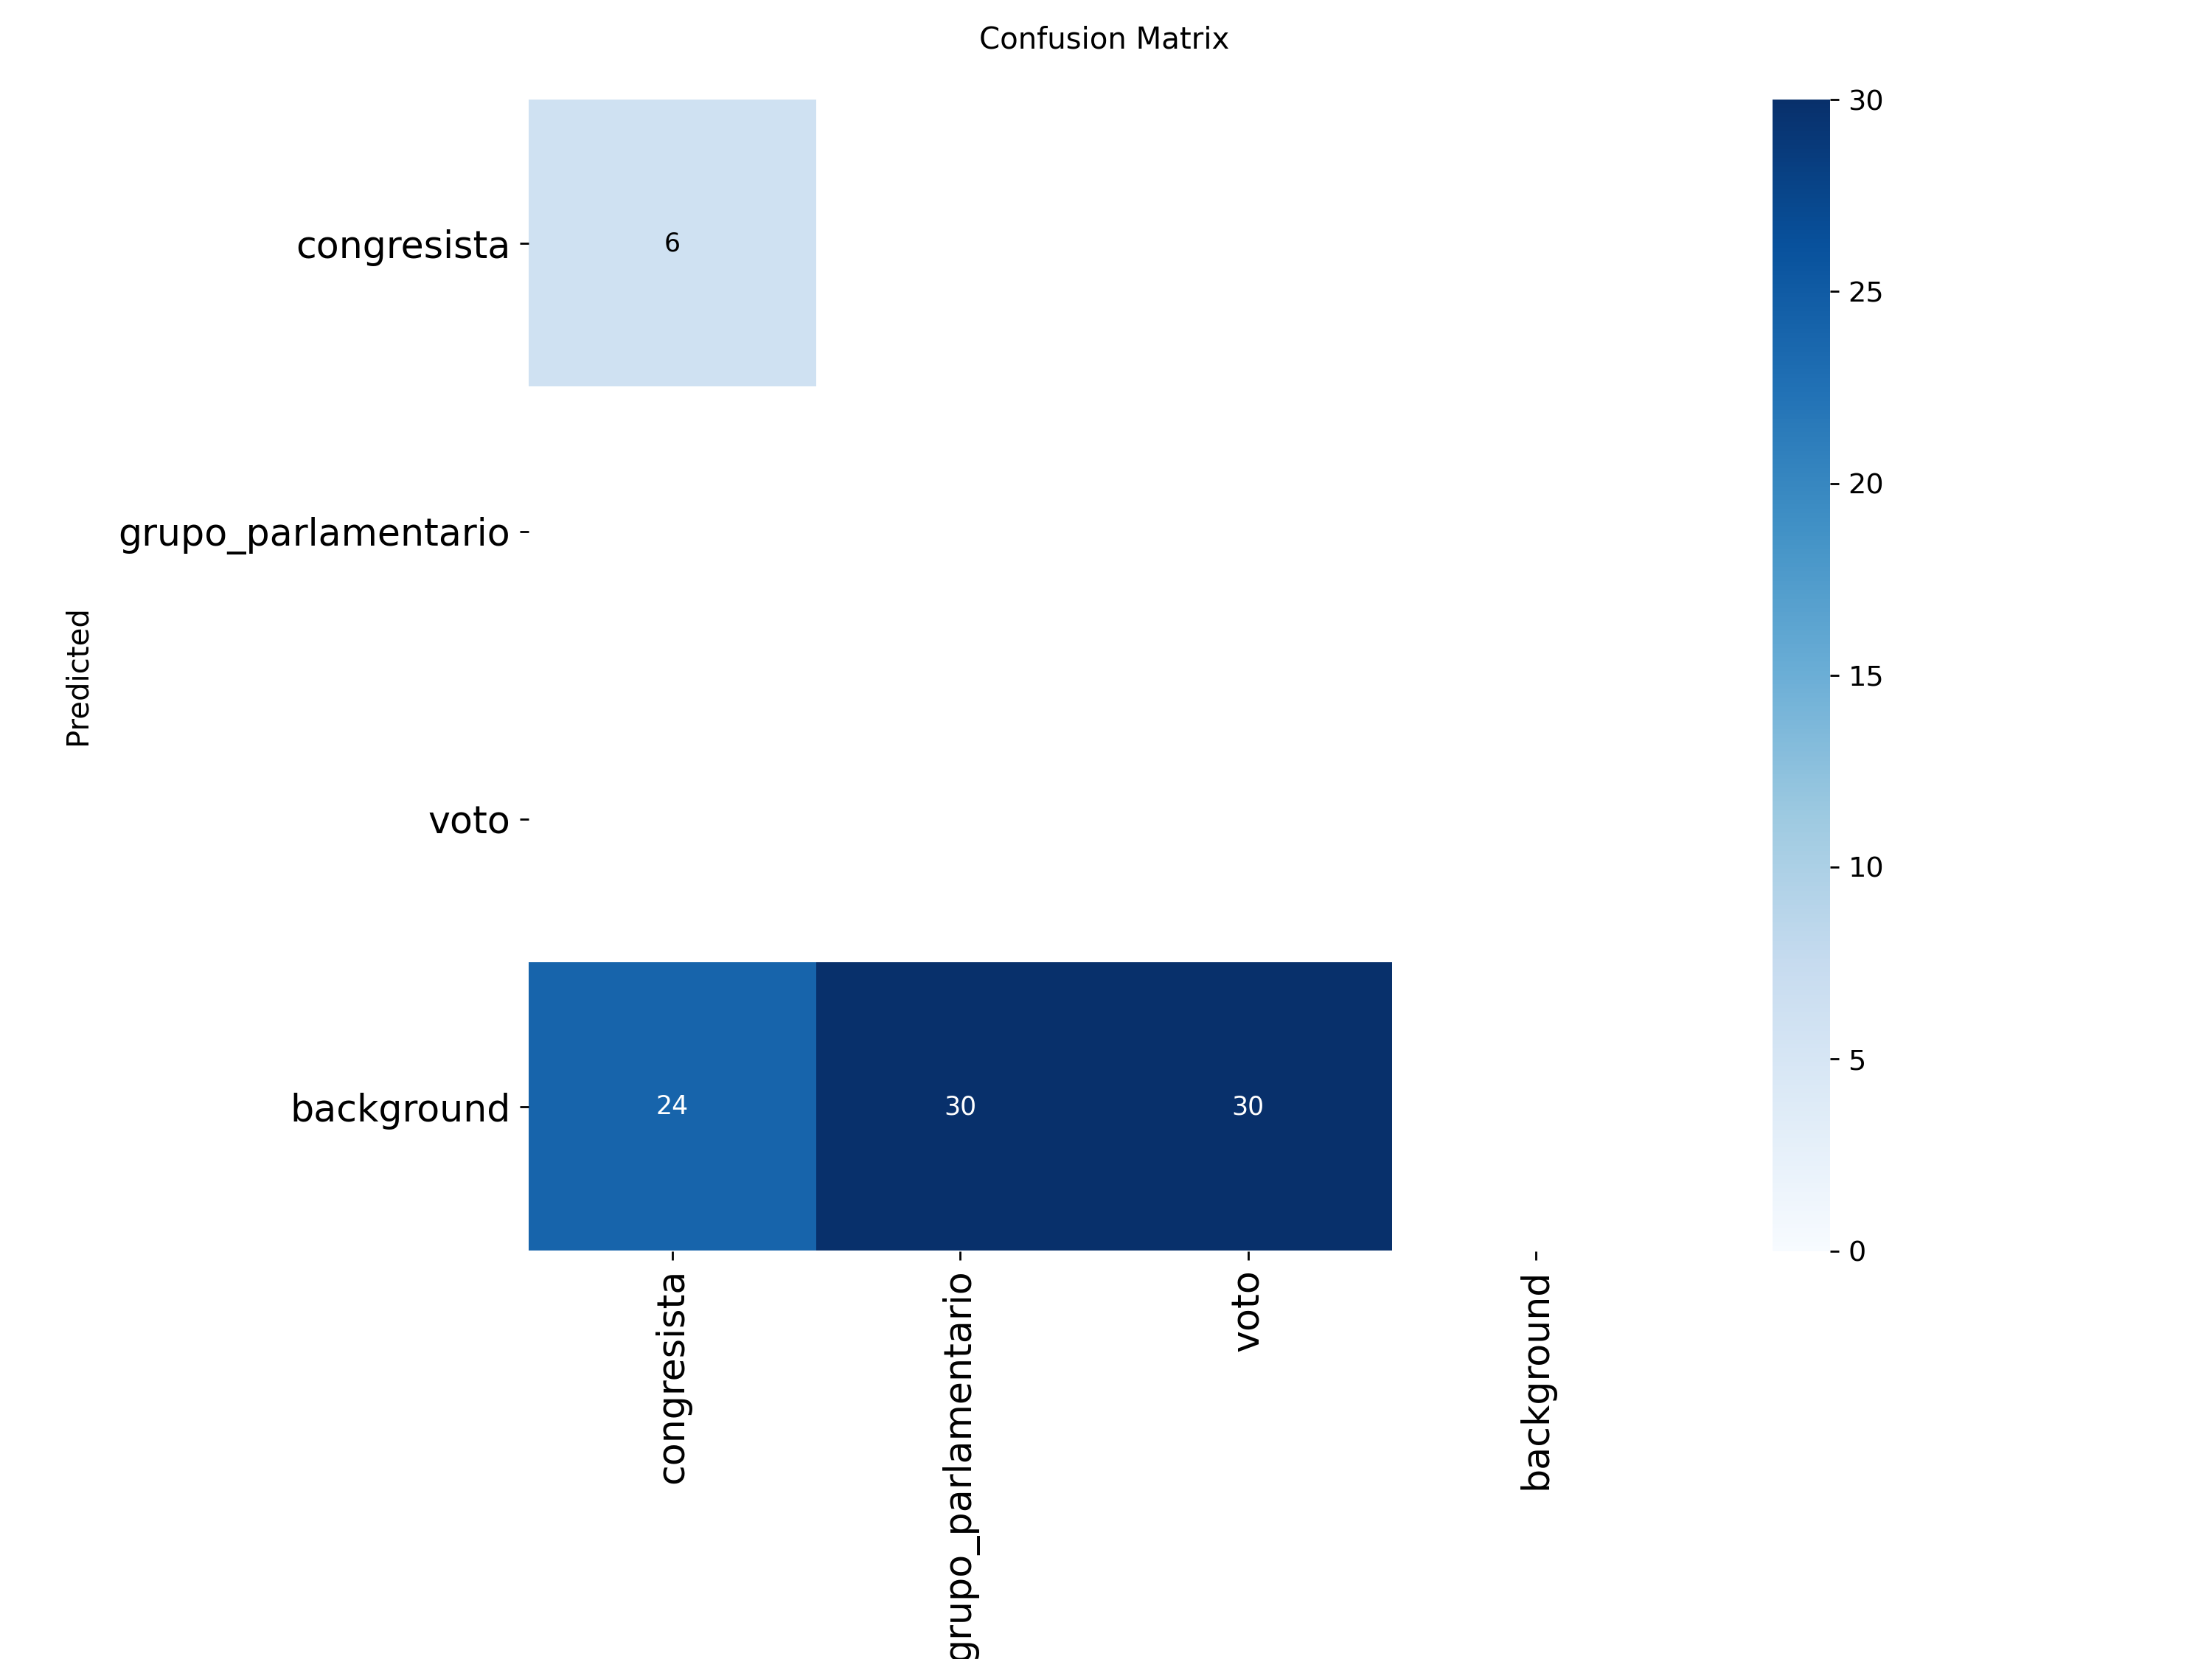 Confusion Matrix
Predicted
congresista
6
grupo_parlamentario
voto
background
24
30
30
congresista
grupo_parlamentario
voto
background
30
25
20
15
10
5
0